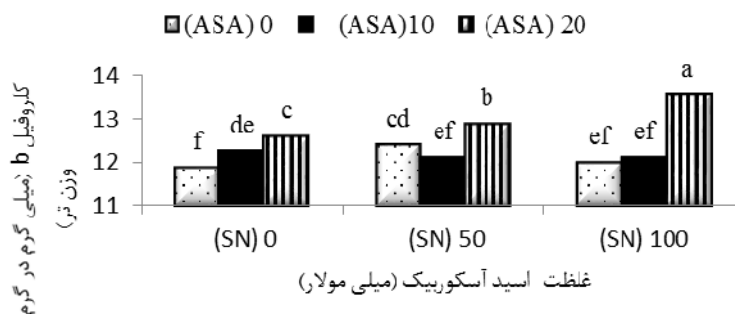 (ASA) 0 (ASA)10 (ASA) 20
کلروفیل b (میلی گرم در گرم
وزن تر)
14
13
12
11
f de c
cd ef b
ef ef a
(SN) 0 (SN) 50 (SN) 100
غلظت اسید آسکوربیک (میلی مولار)